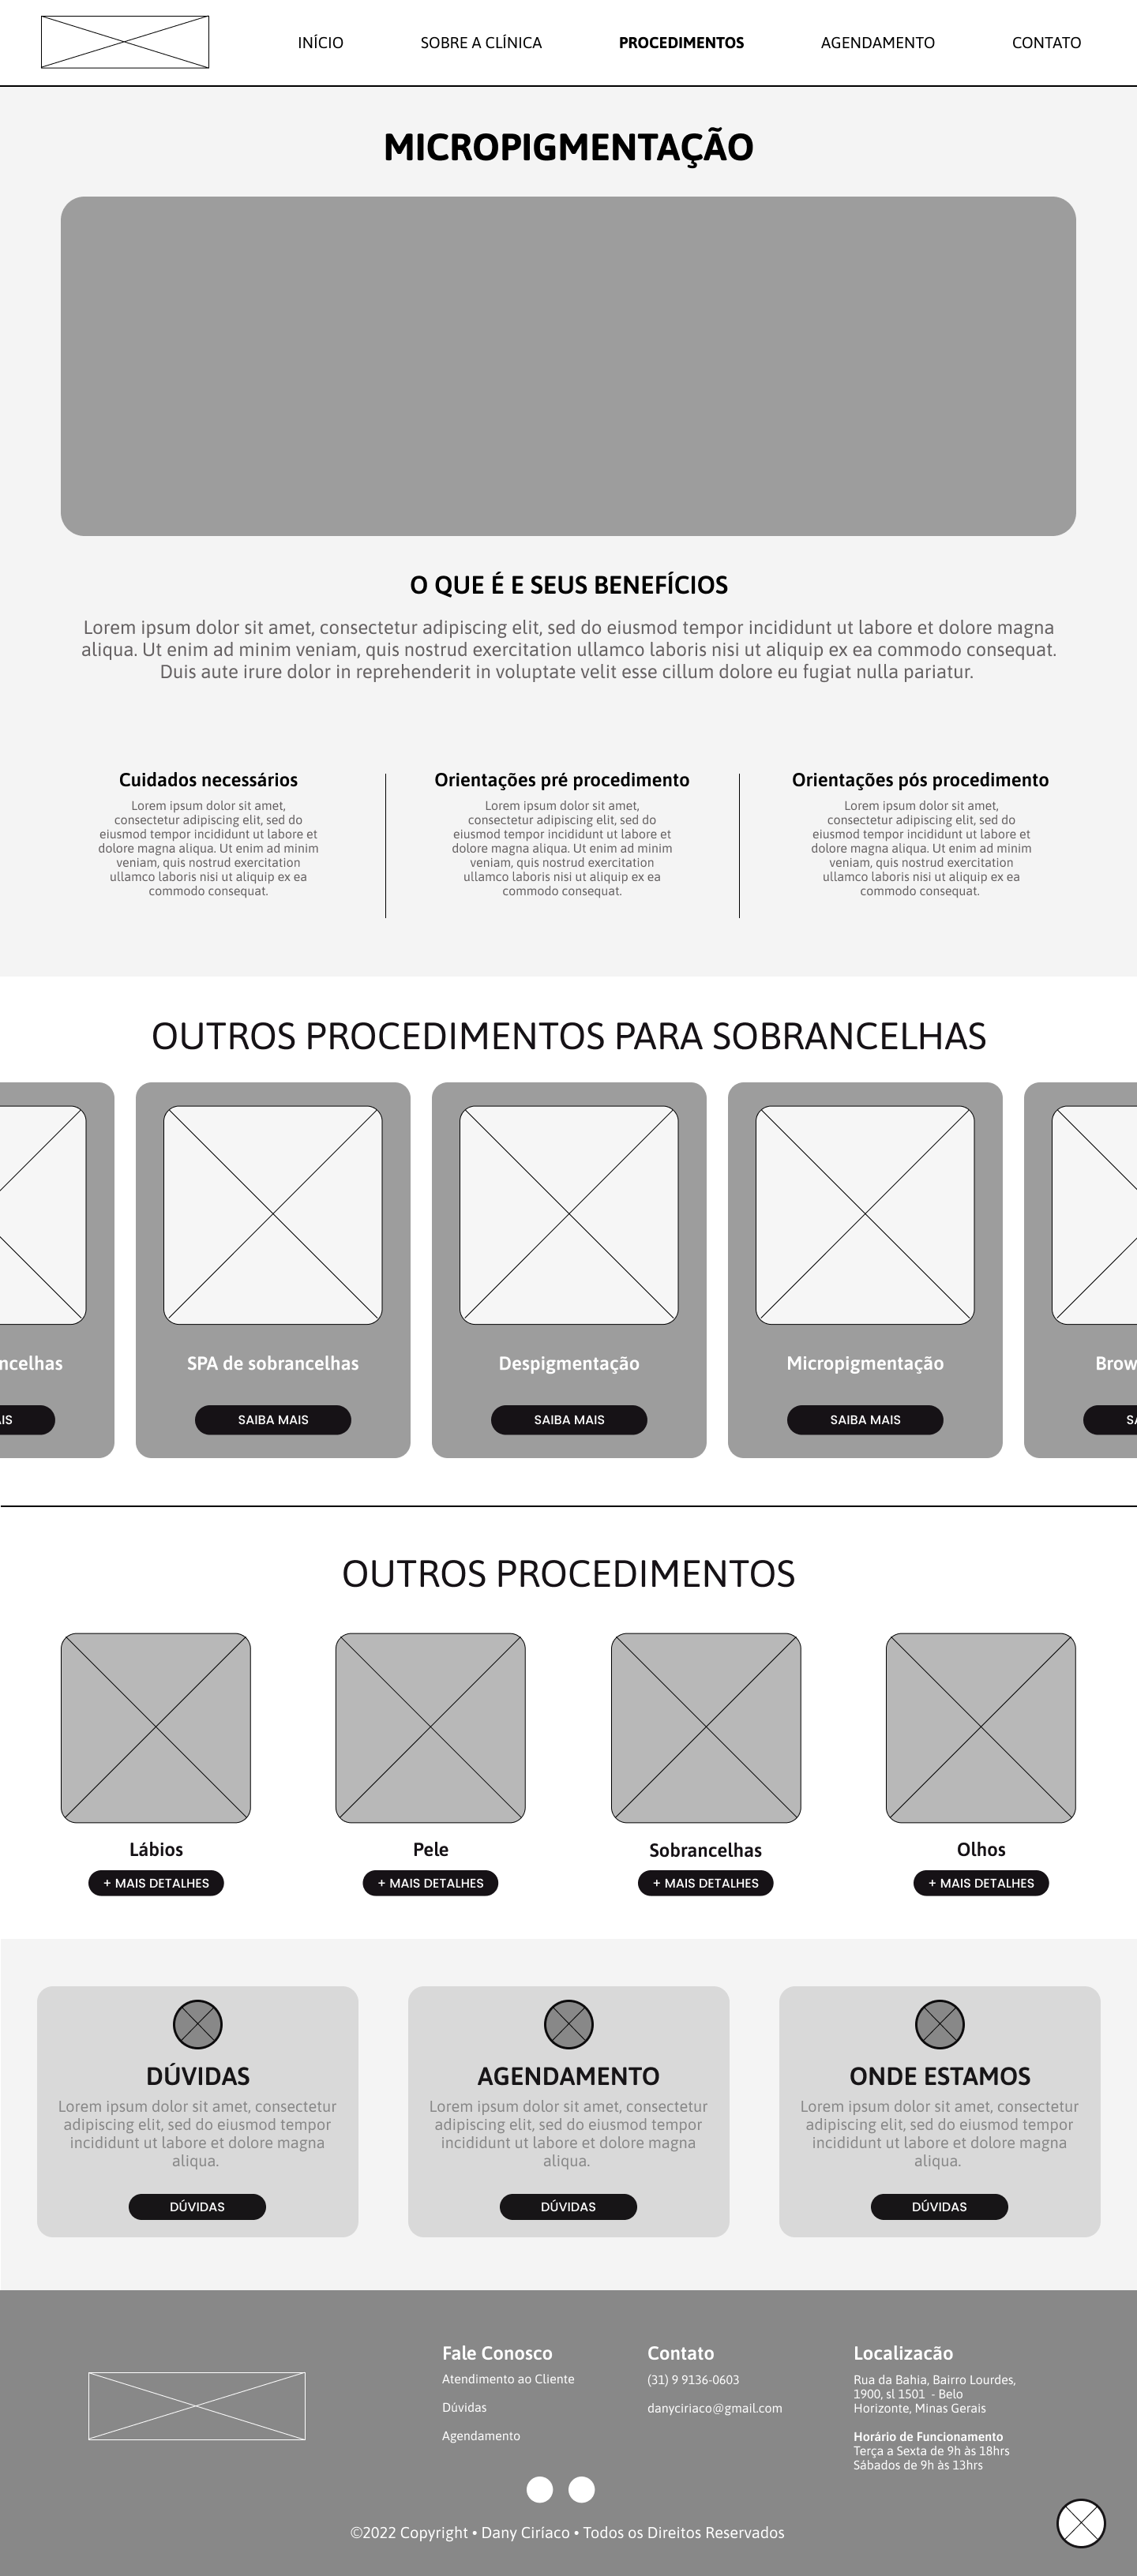 INÍCIO
SOBRE A CLÍNICA
PROCEDIMENTOS
AGENDAMENTO
CONTATO
MICROPIGMENTAÇÃO
O QUE É E SEUS BENEFÍCIOS
Lorem ipsum dolor sit amet, consectetur adipiscing elit, sed do eiusmod tempor incididunt ut labore et dolore magna
aliqua. Ut enim ad minim veniam, quis nostrud exercitation ullamco laboris nisi ut aliquip ex ea commodo consequat.
Duis aute irure dolor in reprehenderit in voluptate velit esse cillum dolore eu fugiat nulla pariatur.
Cuidados necessários
Lorem ipsum dolor sit amet,
consectetur adipiscing elit, sed do
eiusmod tempor incididunt ut labore et
dolore magna aliqua. Ut enim ad minim
veniam, quis nostrud exercitation
ullamco laboris nisi ut aliquip ex ea
commodo consequat.
Orientações pré procedimento
Lorem ipsum dolor sit amet,
consectetur adipiscing elit, sed do
eiusmod tempor incididunt ut labore et
dolore magna aliqua. Ut enim ad minim
veniam, quis nostrud exercitation
ullamco laboris nisi ut aliquip ex ea
commodo consequat.
Orientações pós procedimento
Lorem ipsum dolor sit amet,
consectetur adipiscing elit, sed do
eiusmod tempor incididunt ut labore et
dolore magna aliqua. Ut enim ad minim
veniam, quis nostrud exercitation
ullamco laboris nisi ut aliquip ex ea
commodo consequat.
OUTROS PROCEDIMENTOS PARA SOBRANCELHAS
ncelhas
AIS
SPA de sobrancelhas
SAIBA MAIS
Despigmentação
SAIBA MAIS
Micropigmentação
SAIBA MAIS
Brow
SA
OUTROS PROCEDIMENTOS
Lábios
+ MAIS DETALHES
Pele
+ MAIS DETALHES
Sobrancelhas
+ MAIS DETALHES
Olhos
+ MAIS DETALHES
DÚVIDAS
Lorem ipsum dolor sit amet, consectetur
adipiscing elit, sed do eiusmod tempor
incididunt ut labore et dolore magna
aliqua.
DÚVIDAS
AGENDAMENTO
Lorem ipsum dolor sit amet, consectetur
adipiscing elit, sed do eiusmod tempor
incididunt ut labore et dolore magna
aliqua.
DÚVIDAS
ONDE ESTAMOS
Lorem ipsum dolor sit amet, consectetur
adipiscing elit, sed do eiusmod tempor
incididunt ut labore et dolore magna
aliqua.
DÚVIDAS
Fale Conosco
Atendimento ao Cliente
Dúvidas
Agendamento
Contato
(31) 9 9136-0603
danyciriaco@gmail.com
Localizacão
Rua da Bahia, Bairro Lourdes,
1900, sl 1501 - Belo
Horizonte, Minas Gerais
Horário de Funcionamento
Terça a Sexta de 9h às 18hrs
Sábados de 9h às 13hrs
©2022 Copyright • Dany Ciríaco • Todos os Direitos Reservados